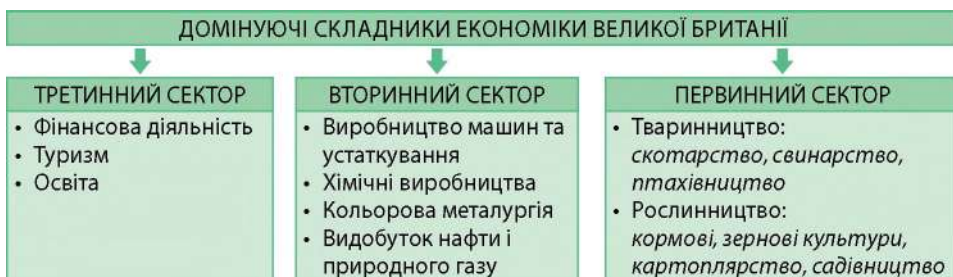 ДОМІНУЮЧІ СКЛАДНИКИ ЕКОНОМІКИ ВЕЛИКОЇ БРИТАНІЇ
ТРЕТИННИЙ СЕКТОР
• Фінансова діяльність
• Туризм
• Освіта
ВТОРИННИЙ СЕКТОР
• Виробництво машин та
устаткування
• Хімічні виробництва
• Кольорова металургія
• Видобуток нафти і
природного газу
ПЕРВИННИЙ СЕКТОР
• Тваринництво:
скотарство, свинарство,
птахівництво
• Рослинництво:
кормові, зернові культури,
картоплярство, садівництво